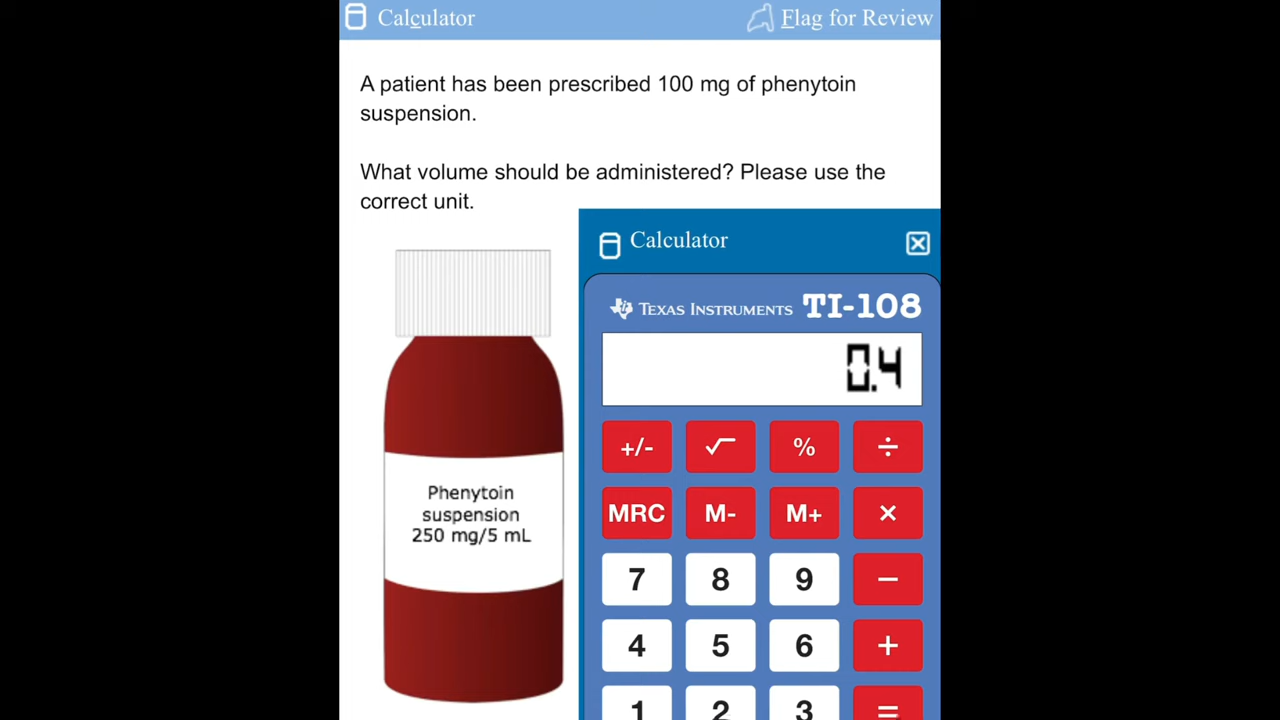 Calculator
Flag for Review
A patient has been prescribed 100 mg of phenytoin
suspension.
What volume should be administered? Please use the
correct unit.
Calculator
TEXAS INSTRUMENTS TI-108
0.4
+/- √ % ÷
MRC M- M+ ×
7 8 9 −
4 5 6 +
1 2 3 =
Phenytoin
suspension
250 mg/5 mL